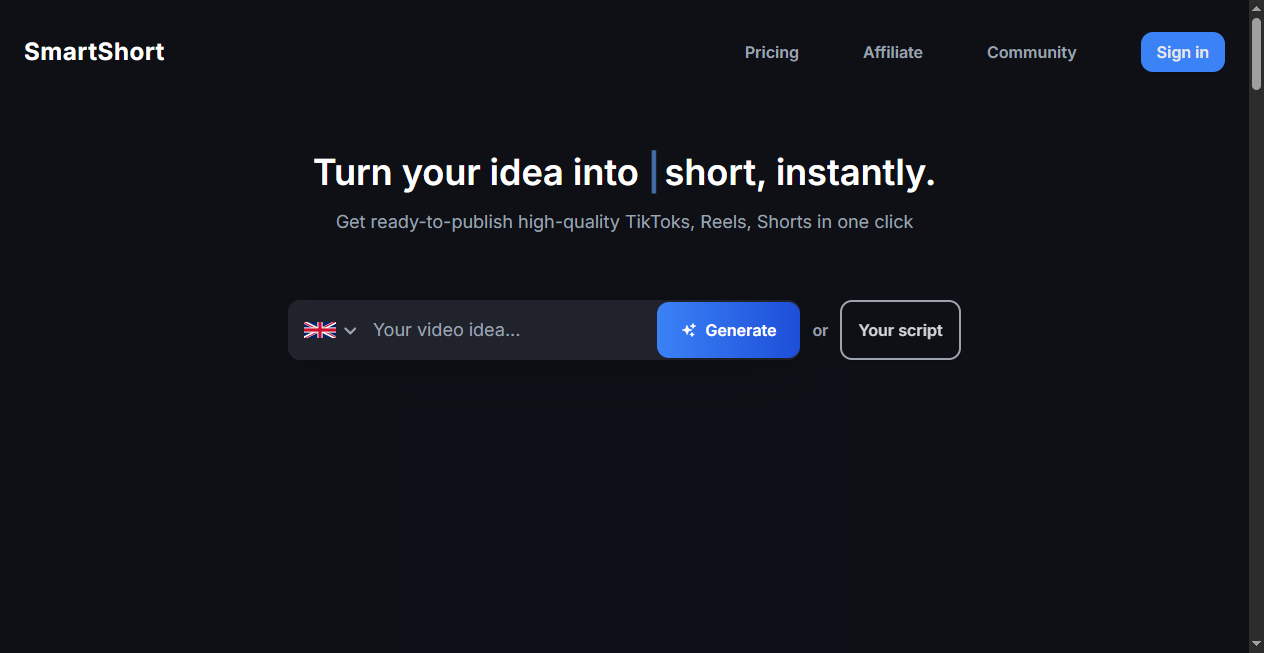 SmartShort
Pricing
Affiliate
Community
Sign in
Turn your idea into short, instantly.
Get ready-to-publish high-quality TikToks, Reels, Shorts in one click
Your video idea...
Generate
or
Your script